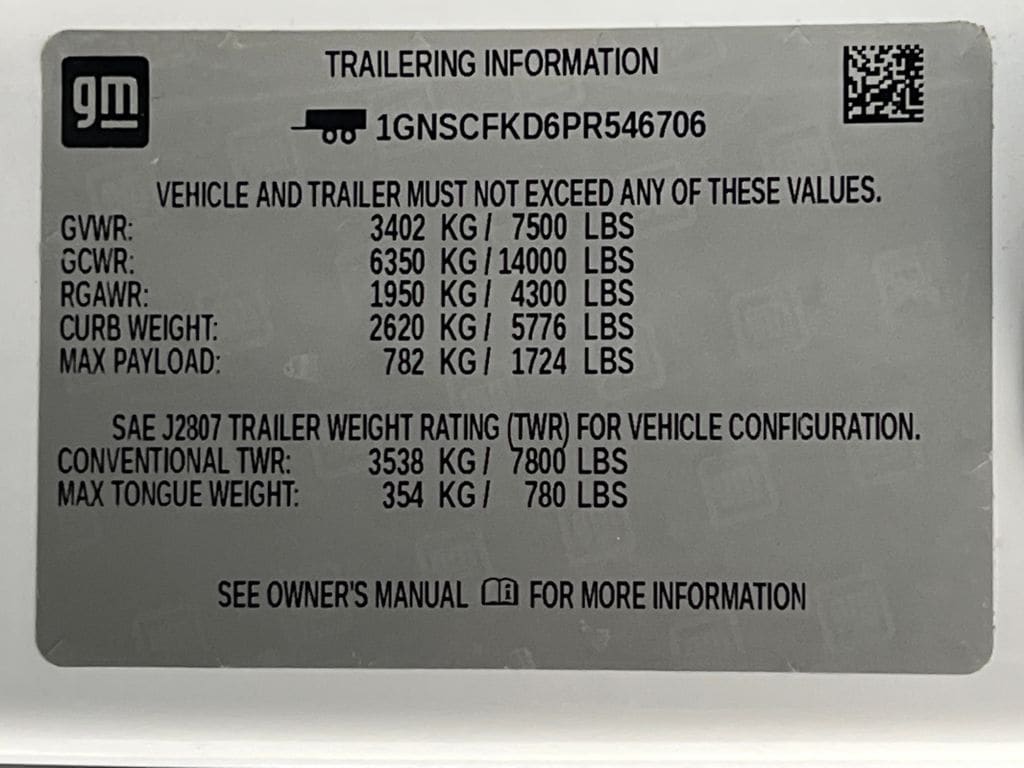 gm
TRAILERING INFORMATION
1GNSCFKD6PR546706
VEHICLE AND TRAILER MUST NOT EXCEED ANY OF THESE VALUES.
GVWR: 3402 KG / 7500 LBS
GCWR: 6350 KG / 14000 LBS
RGAWR: 1950 KG / 4300 LBS
CURB WEIGHT: 2620 KG / 5776 LBS
MAX PAYLOAD: 782 KG / 1724 LBS
SAE J2807 TRAILER WEIGHT RATING (TWR) FOR VEHICLE CONFIGURATION.
CONVENTIONAL TWR: 3538 KG / 7800 LBS
MAX TONGUE WEIGHT: 354 KG / 780 LBS
SEE OWNER'S MANUAL i FOR MORE INFORMATION